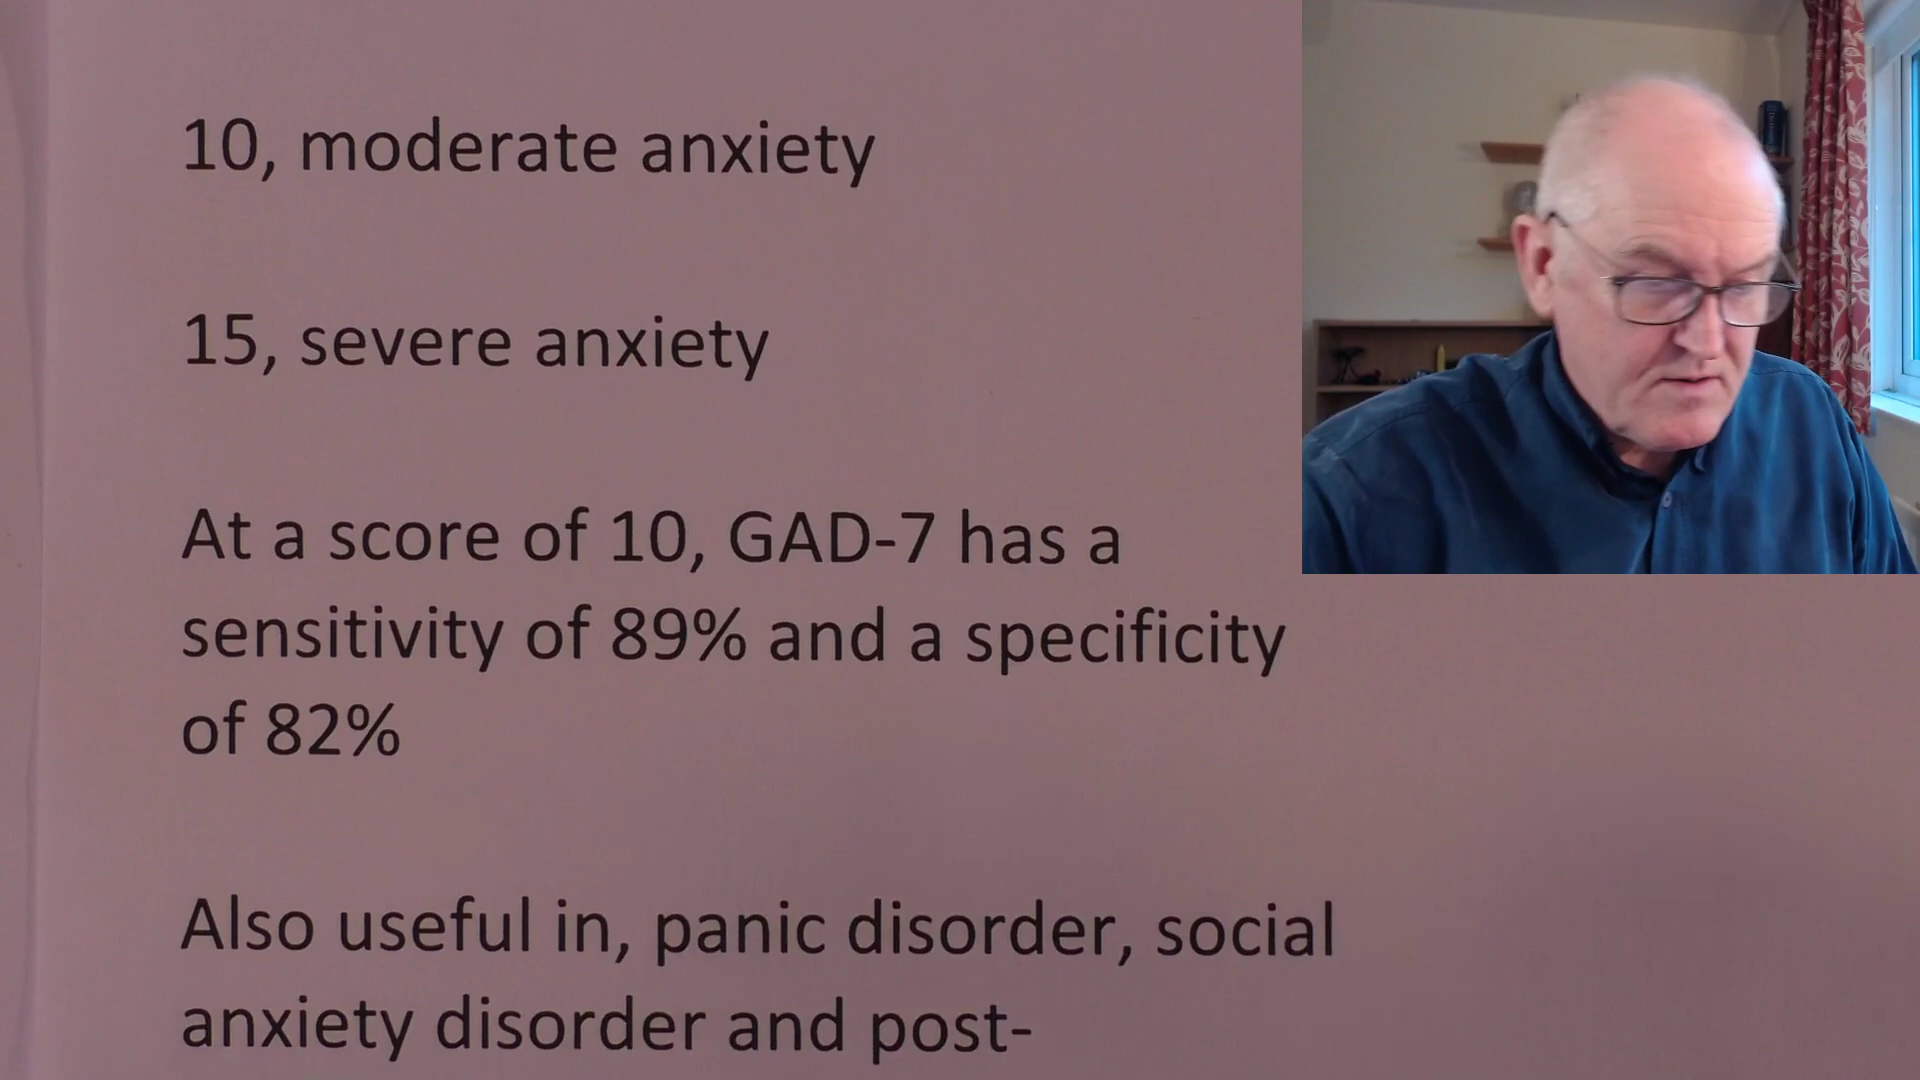 10, moderate anxiety
15, severe anxiety
At a score of 10, GAD-7 has a
sensitivity of 89% and a specificity
of 82%
Also useful in, panic disorder, social
anxiety disorder and post-